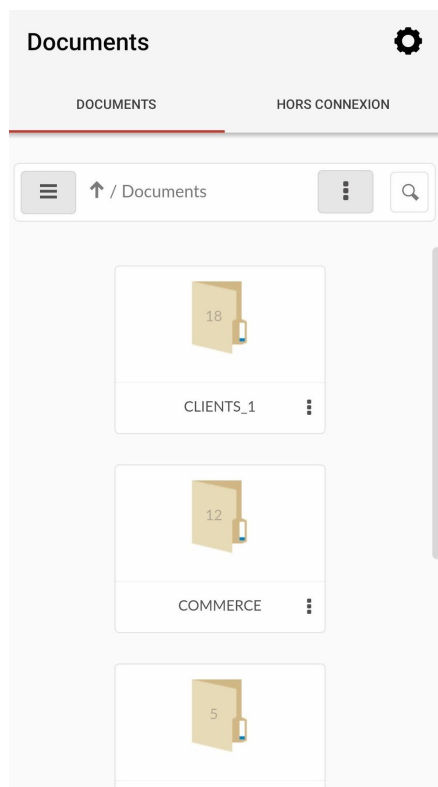 Documents
DOCUMENTS HORS CONNEXION
/ Documents
18
CLIENTS_1
12
COMMERCE
5